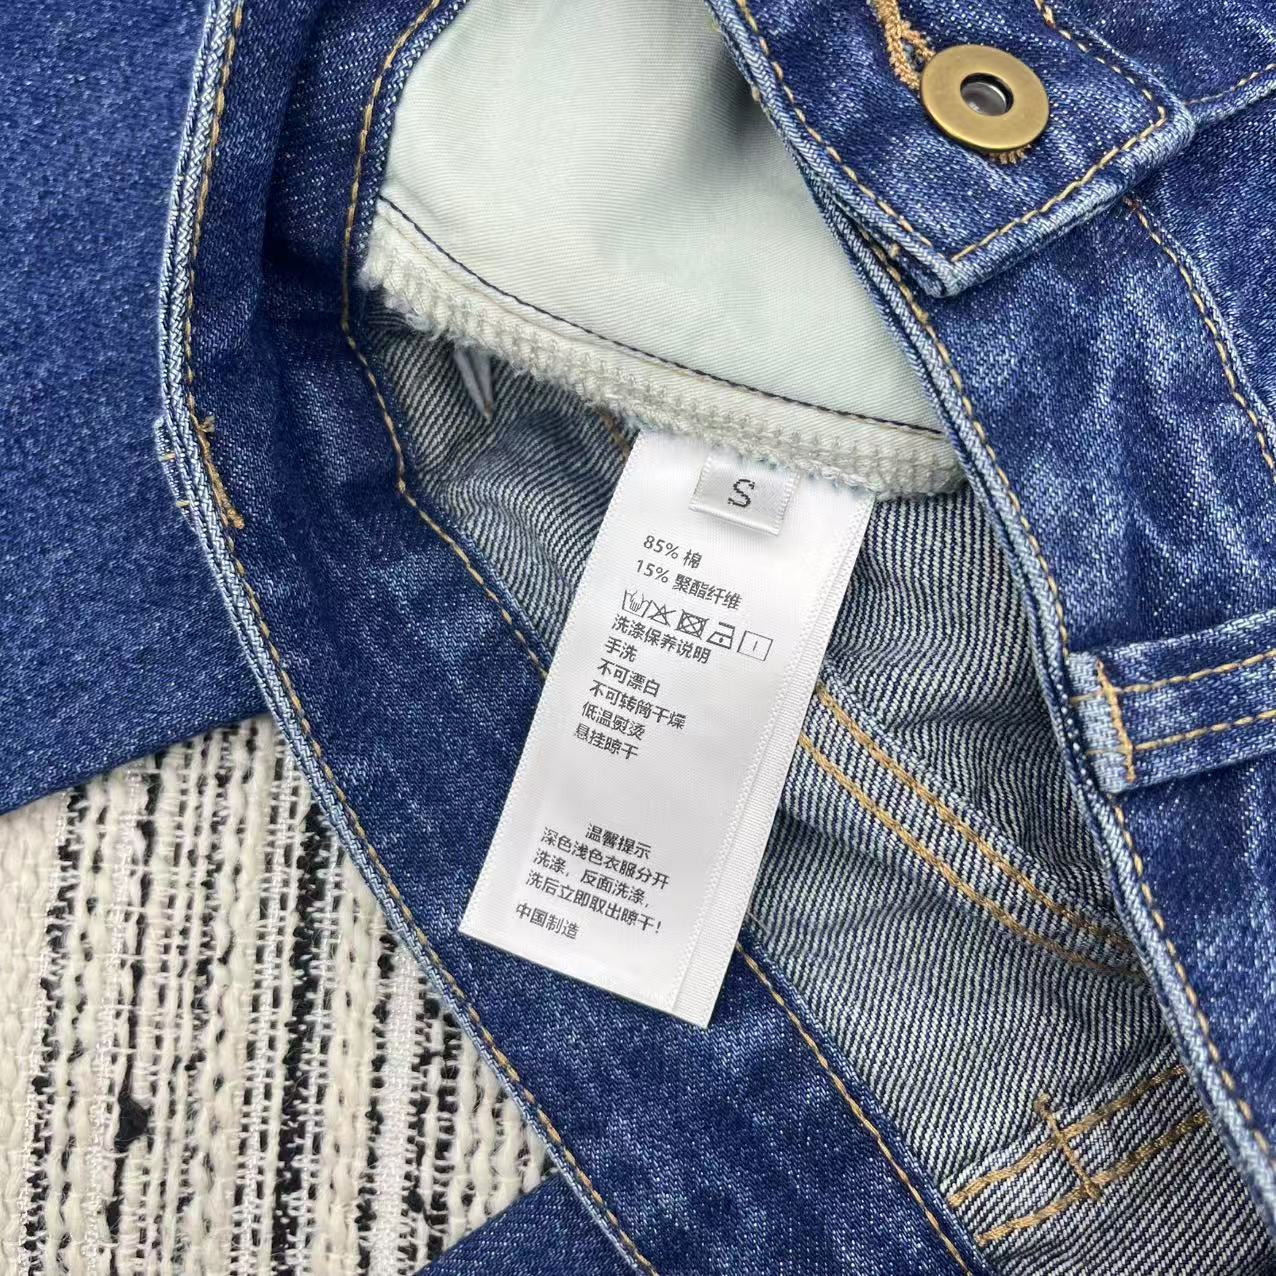 S
85% 棉
15% 聚酯纤维
洗涤保养说明
手洗
不可漂白
不可转筒干燥
低温熨烫
悬挂晾干
温馨提示
深色浅色衣服分开
洗涤，反面洗涤，
洗后立即取出晾干！
中国制造